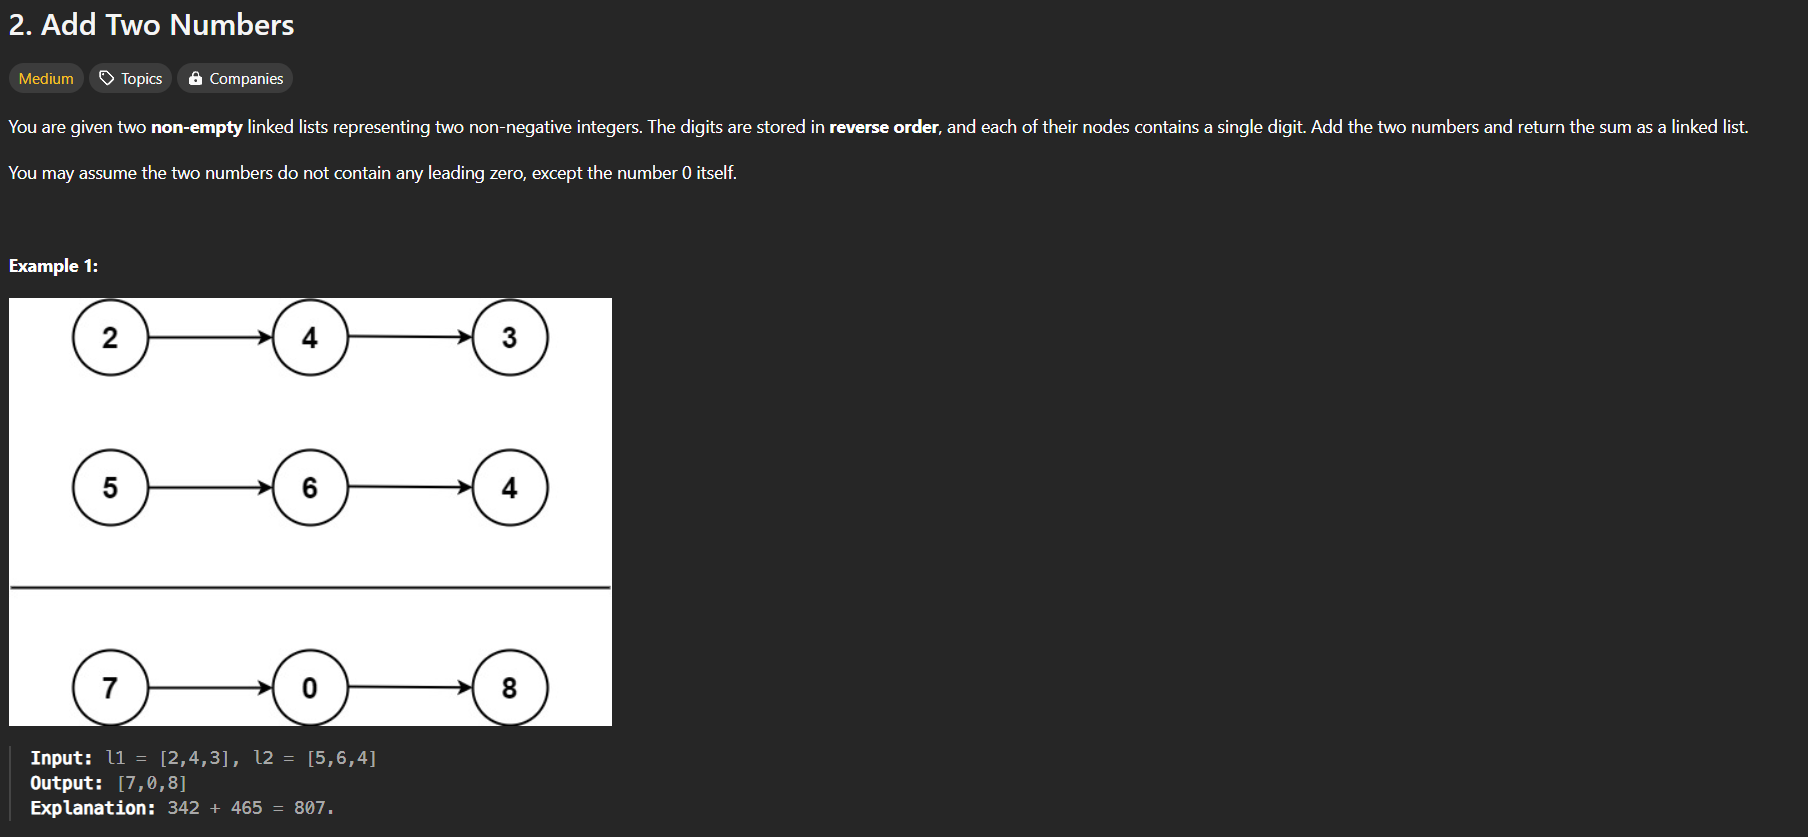 2. Add Two Numbers
Medium Topics Companies
You are given two non-empty linked lists representing two non-negative integers. The digits are stored in reverse order, and each of their nodes contains a single digit. Add the two numbers and return the sum as a linked list.
You may assume the two numbers do not contain any leading zero, except the number 0 itself.
Example 1:
2 4 3
5 6 4
7 0 8
Input: l1 = [2,4,3], l2 = [5,6,4]
Output: [7,0,8]
Explanation: 342 + 465 = 807.